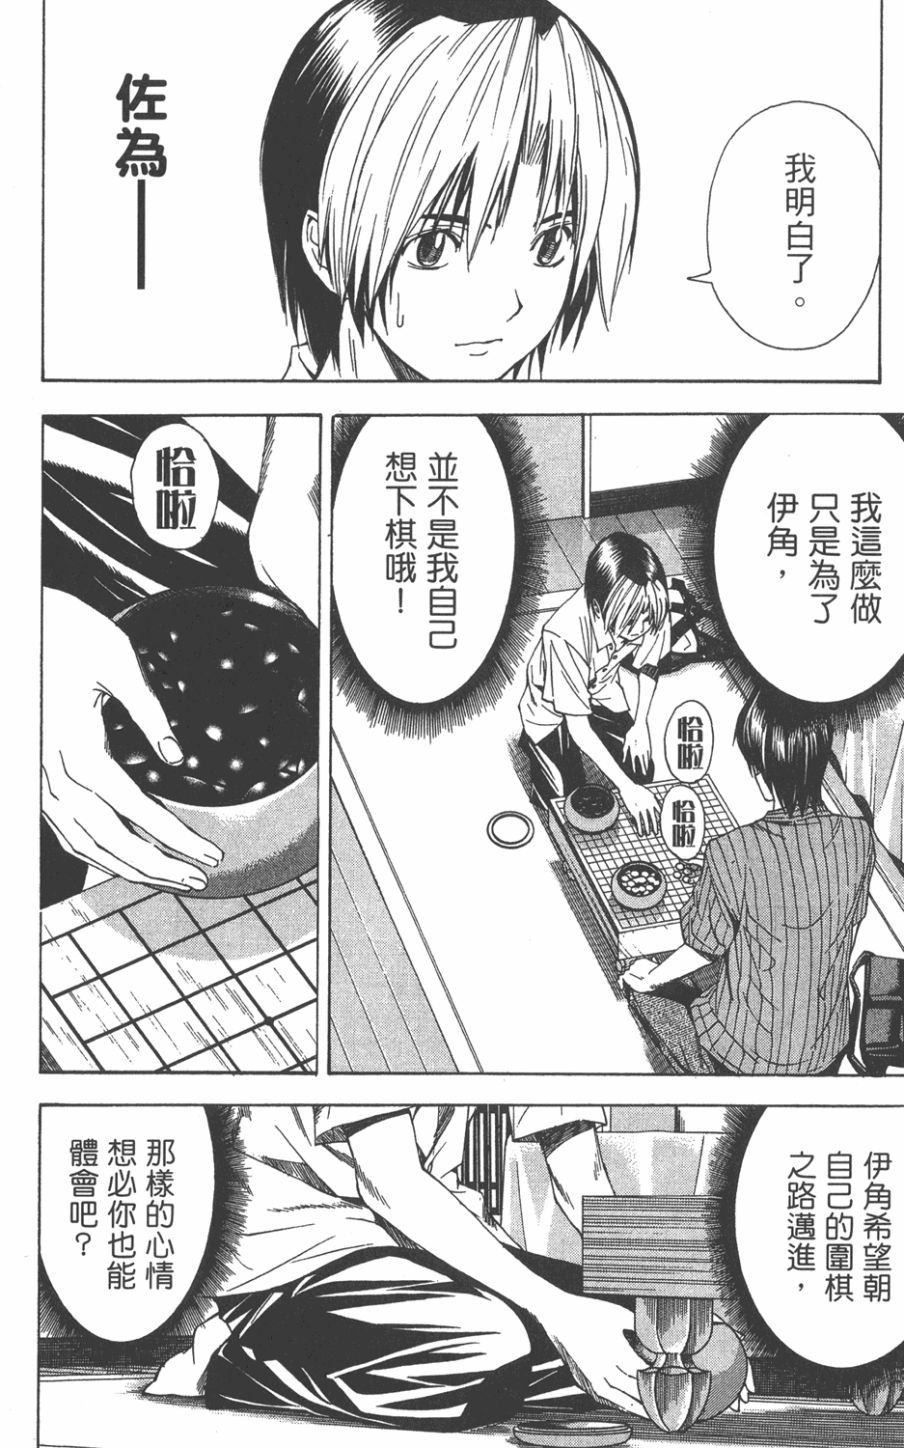 我明白了。
佐為——
我這麼做
只是為了
伊角，
並不是我自己
想下棋哦！
恰啦
恰啦
恰啦
伊角希望朝
自己的圍棋
之路邁進，
那樣的心情
想必你也能
體會吧？